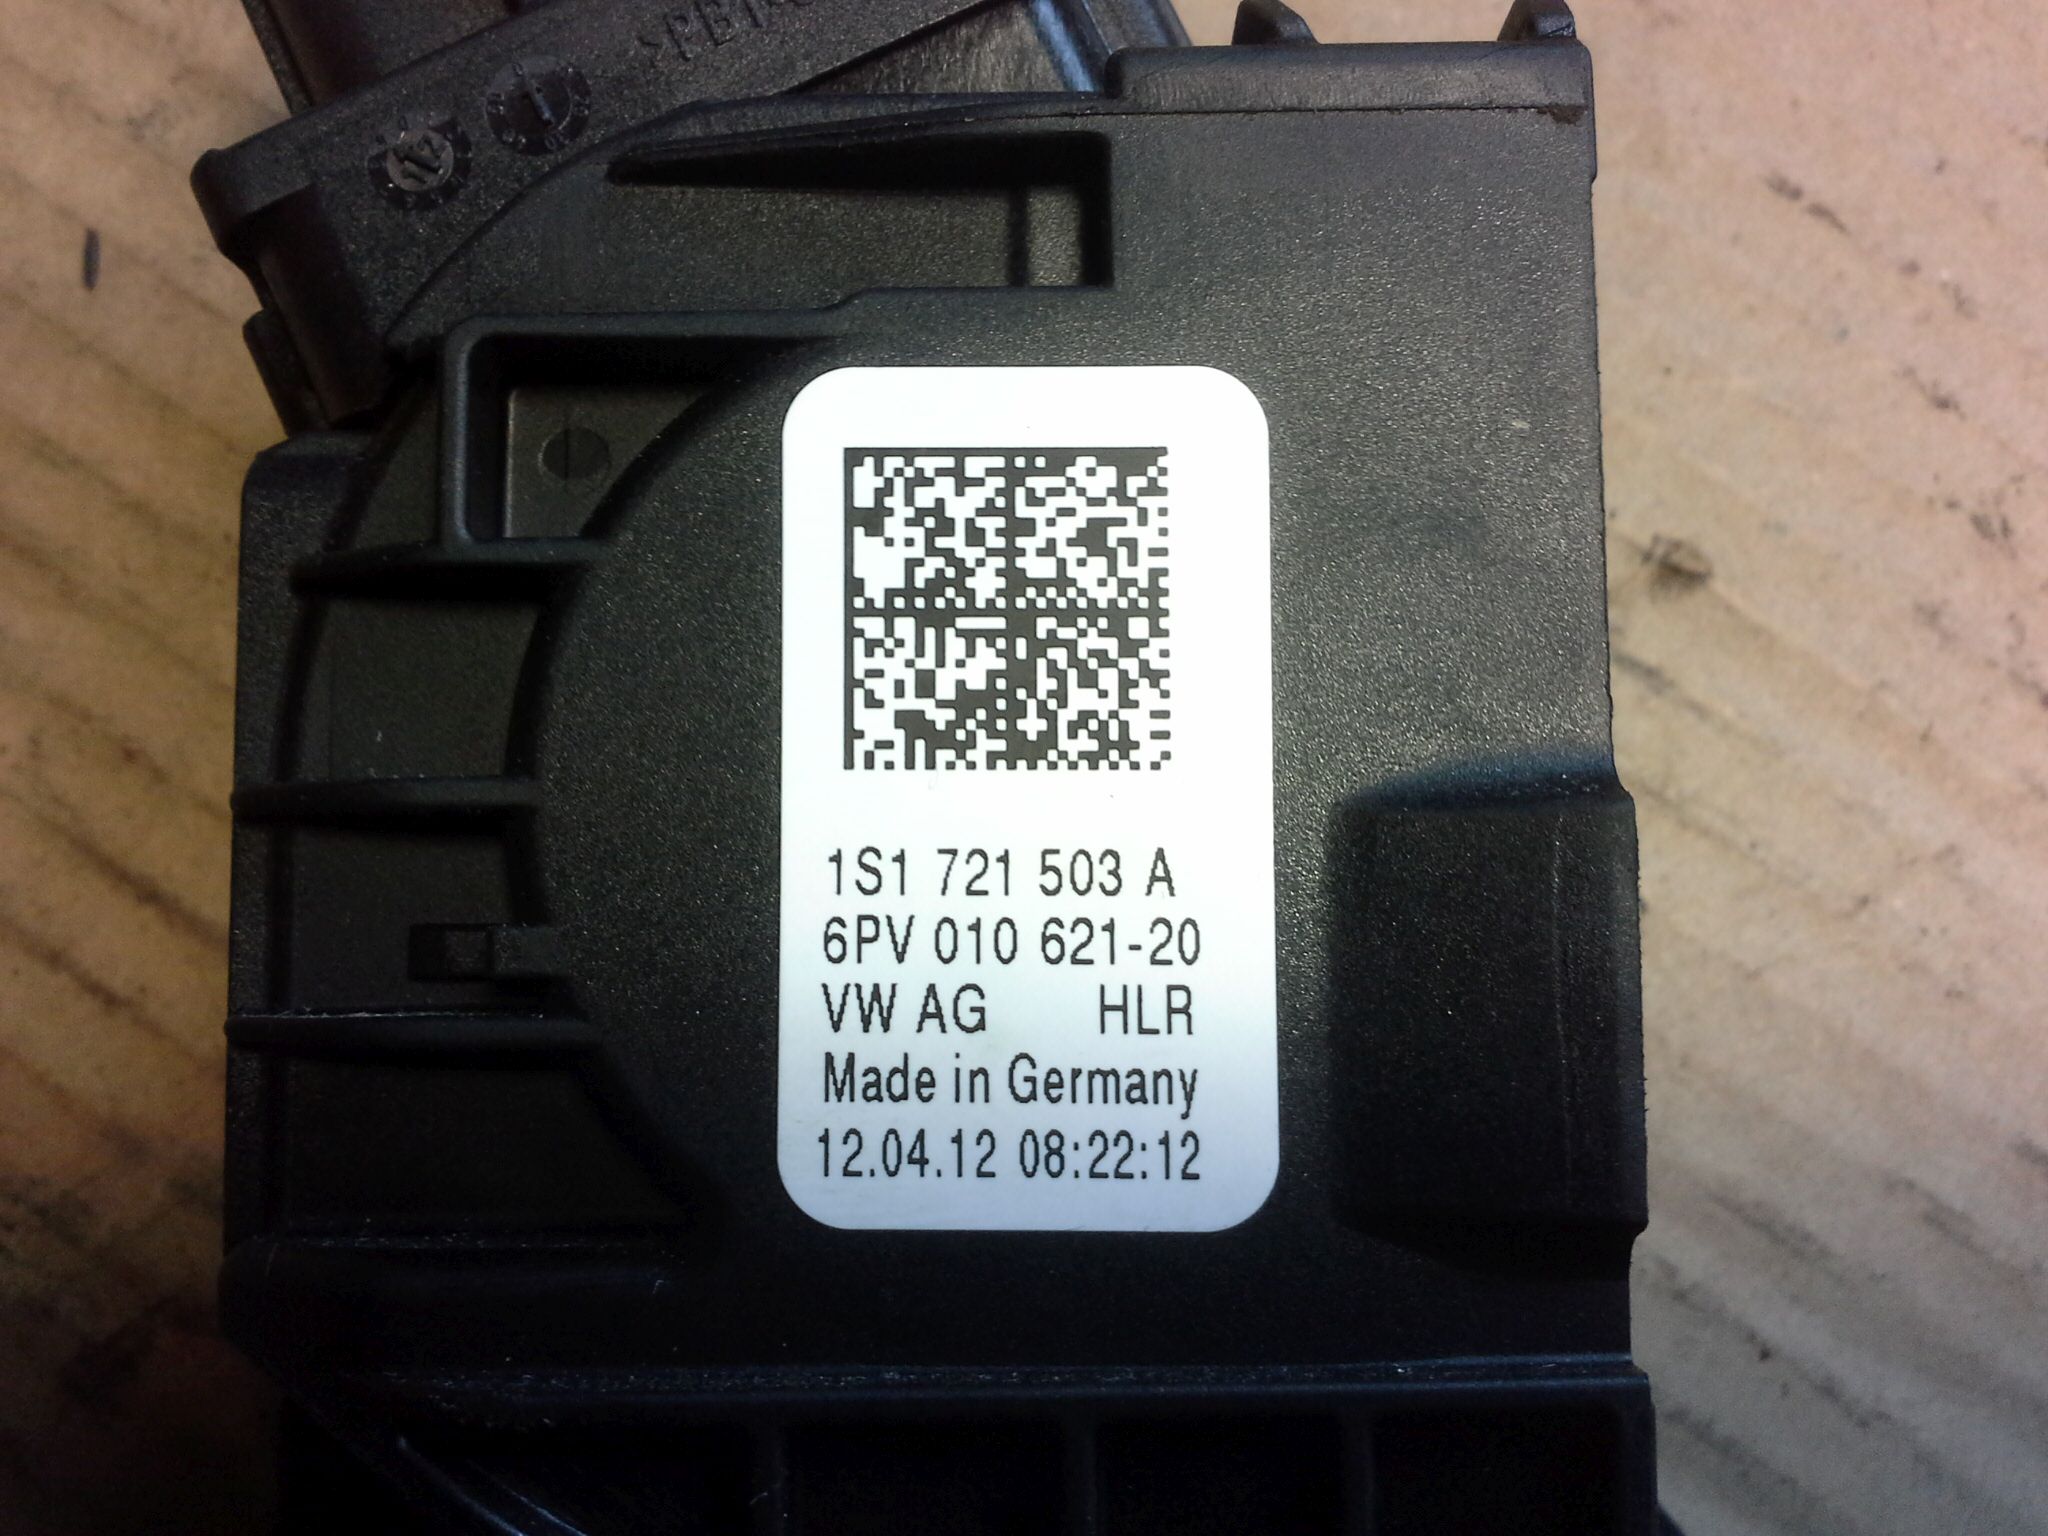 1S1 721 503 A
6PV 010 621-20
VW AG HLR
Made in Germany
12.04.12 08:22:12